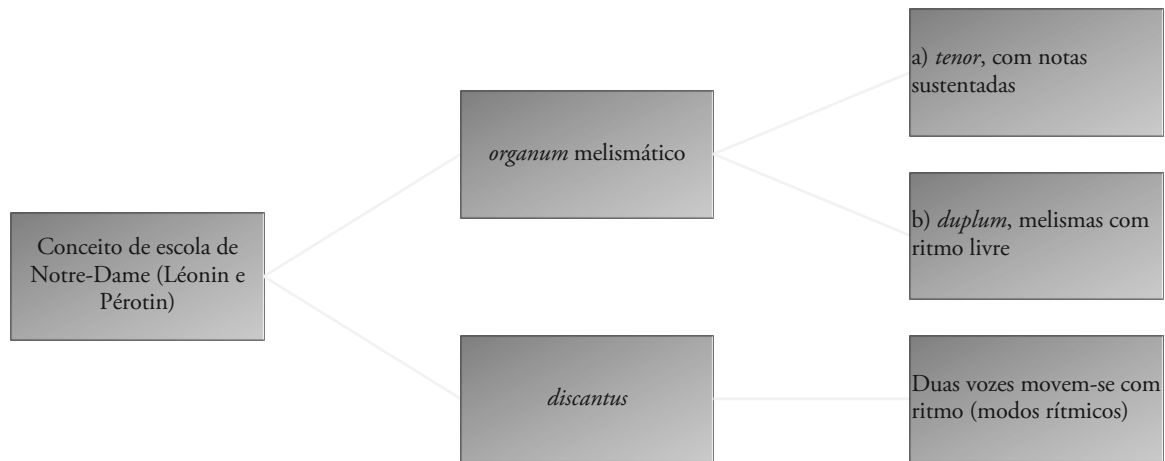 Conceito de escola de
Notre-Dame (Léonin e
Pérotin)
organum melismático
a) tenor, com notas
sustentadas
b) duplum, melismas com
ritmo livre
discantus
Duas vozes movem-se com
ritmo (modos rítmicos)